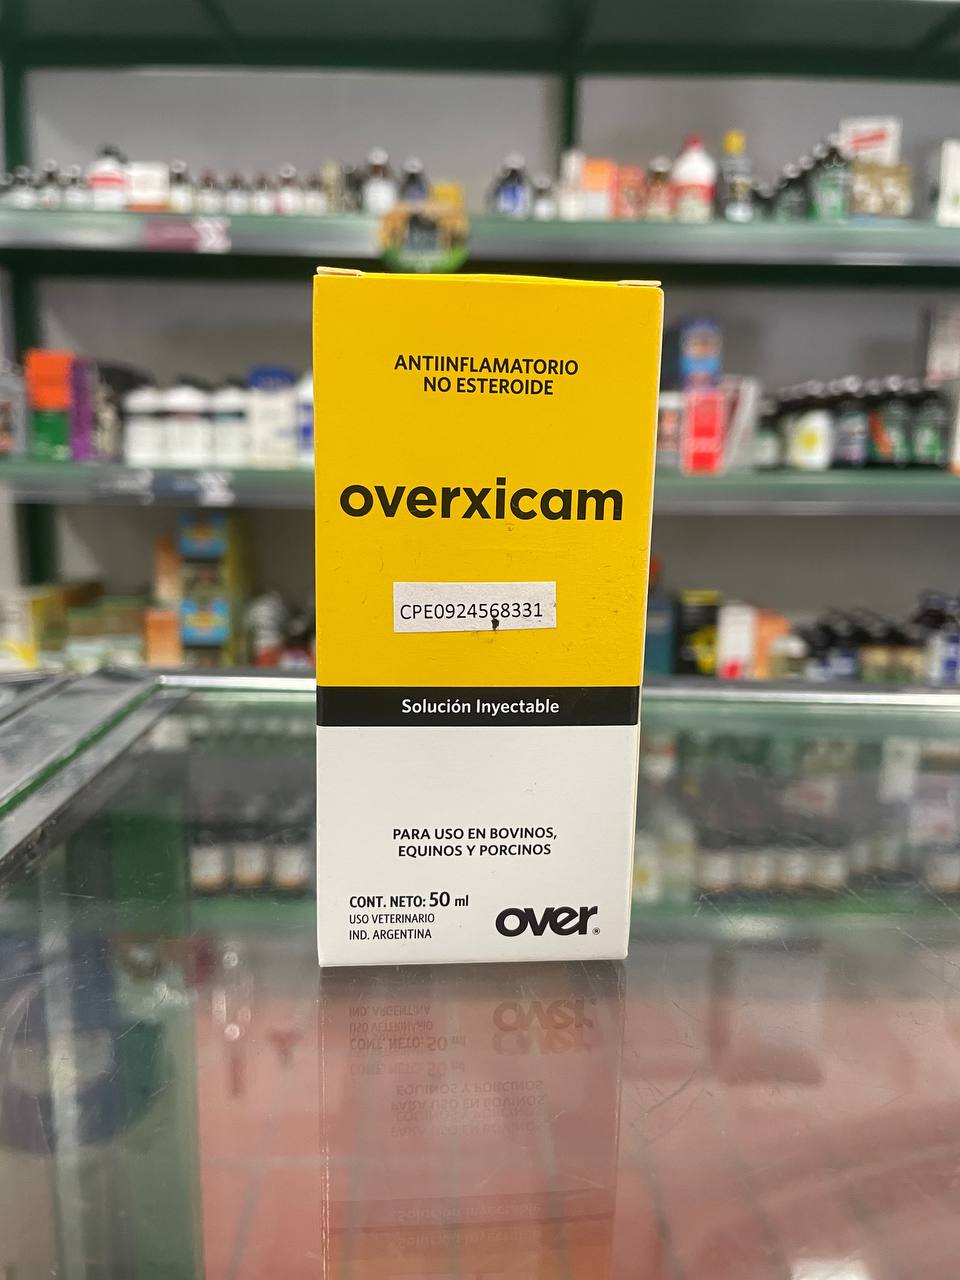 ANTIINFLAMATORIO
NO ESTEROIDE
overxicam
CPE0924568331
Solución Inyectable
PARA USO EN BOVINOS,
EQUINOS Y PORCINOS
CONT. NETO: 50 ml
USO VETERINARIO
IND. ARGENTINA
over®